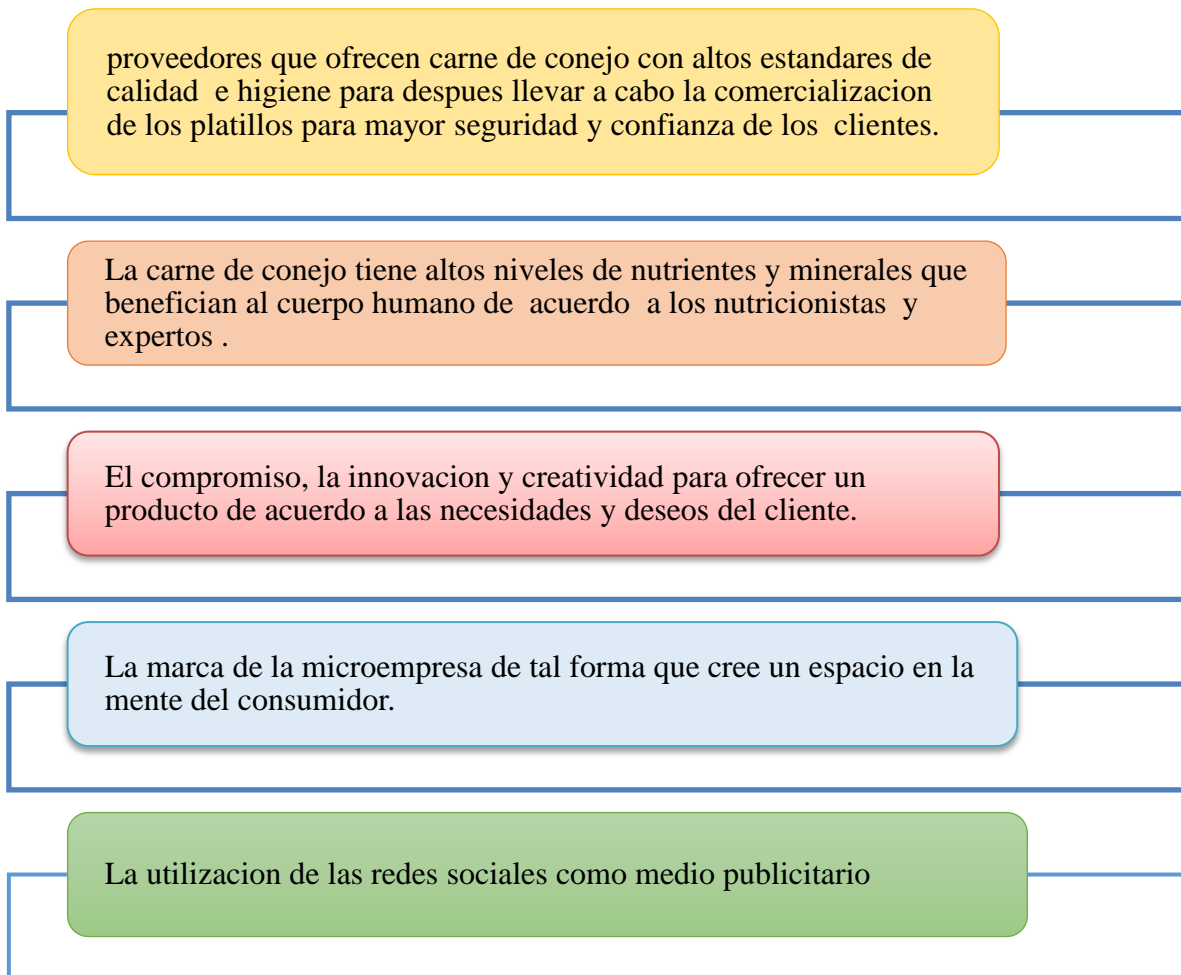 proveedores que ofrecen carne de conejo con altos estandares de
calidad e higiene para despues llevar a cabo la comercializacion
de los platillos para mayor seguridad y confianza de los clientes.
La carne de conejo tiene altos niveles de nutrientes y minerales que
benefician al cuerpo humano de acuerdo a los nutricionistas y
expertos .
El compromiso, la innovacion y creatividad para ofrecer un
producto de acuerdo a las necesidades y deseos del cliente.
La marca de la microempresa de tal forma que cree un espacio en la
mente del consumidor.
La utilizacion de las redes sociales como medio publicitario